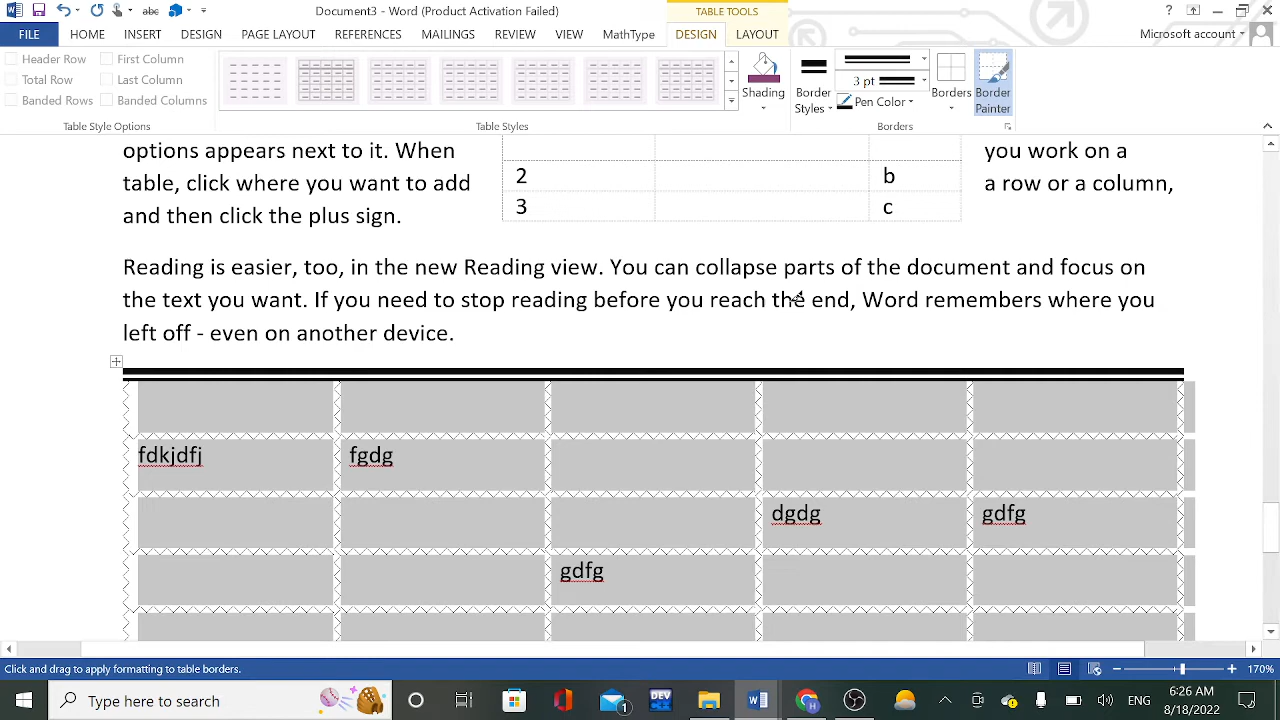 Document3 - Word (Product Activation Failed)
TABLE TOOLS
FILE HOME INSERT DESIGN PAGE LAYOUT REFERENCES MAILINGS REVIEW VIEW MathType DESIGN LAYOUT
Microsoft account
Header Row First Column
Total Row Last Column
Banded Rows Banded Columns
Table Style Options
Table Styles
Shading
Border Styles
3 pt
Pen Color
Borders
Border Painter
Borders
options appears next to it. When you work on a
2 b
table, click where you want to add a row or a column,
3 c
and then click the plus sign.
Reading is easier, too, in the new Reading view. You can collapse parts of the document and focus on
the text you want. If you need to stop reading before you reach the end, Word remembers where you
left off - even on another device.
fdkjdfj fgdg
dgdg gdfg
gdfg
Click and drag to apply formatting to table borders.
170%
Type here to search
DEV
1
ENG
6:26 AM
8/18/2022